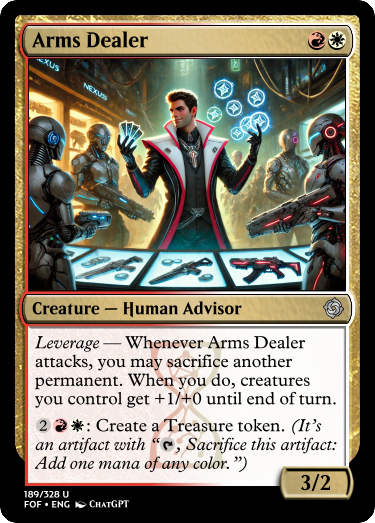 Arms Dealer
NEXUS
NEXUS
Creature — Human Advisor
Leverage — Whenever Arms Dealer
attacks, you may sacrifice another
permanent. When you do, creatures
you control get +1/+0 until end of turn.
2: Create a Treasure token. (It's
an artifact with “, Sacrifice this artifact:
Add one mana of any color.”)
3/2
189/328 U
FOF • ENG ChatGPT